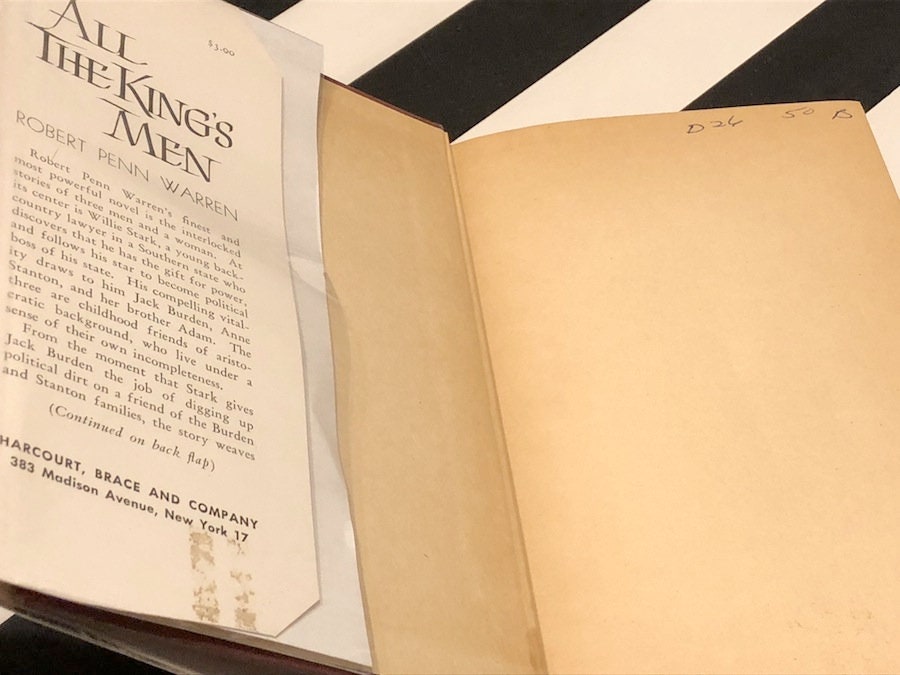 ALL
THE KING'S
MEN
$3.00
ROBERT PENN WARREN
Robert Penn Warren's finest and
most powerful novel is the interlocked
stories of three men and a woman. At
its center is Willie Stark, a young back-
country lawyer in a Southern state who
discovers that he has the gift for power,
and follows his star to become political
boss of his state. His compelling vital-
ity draws to him Jack Burden, Anne
Stanton, and her brother Adam. The
three are childhood friends of aristo-
cratic background, who live under a
sense of their own incompleteness.
From the moment that Stark gives
Jack Burden the job of digging up
political dirt on a friend of the Burden
and Stanton families, the story weaves
(Continued on back flap)
HARCOURT, BRACE AND COMPANY
383 Madison Avenue, New York 17
D 26 50 B